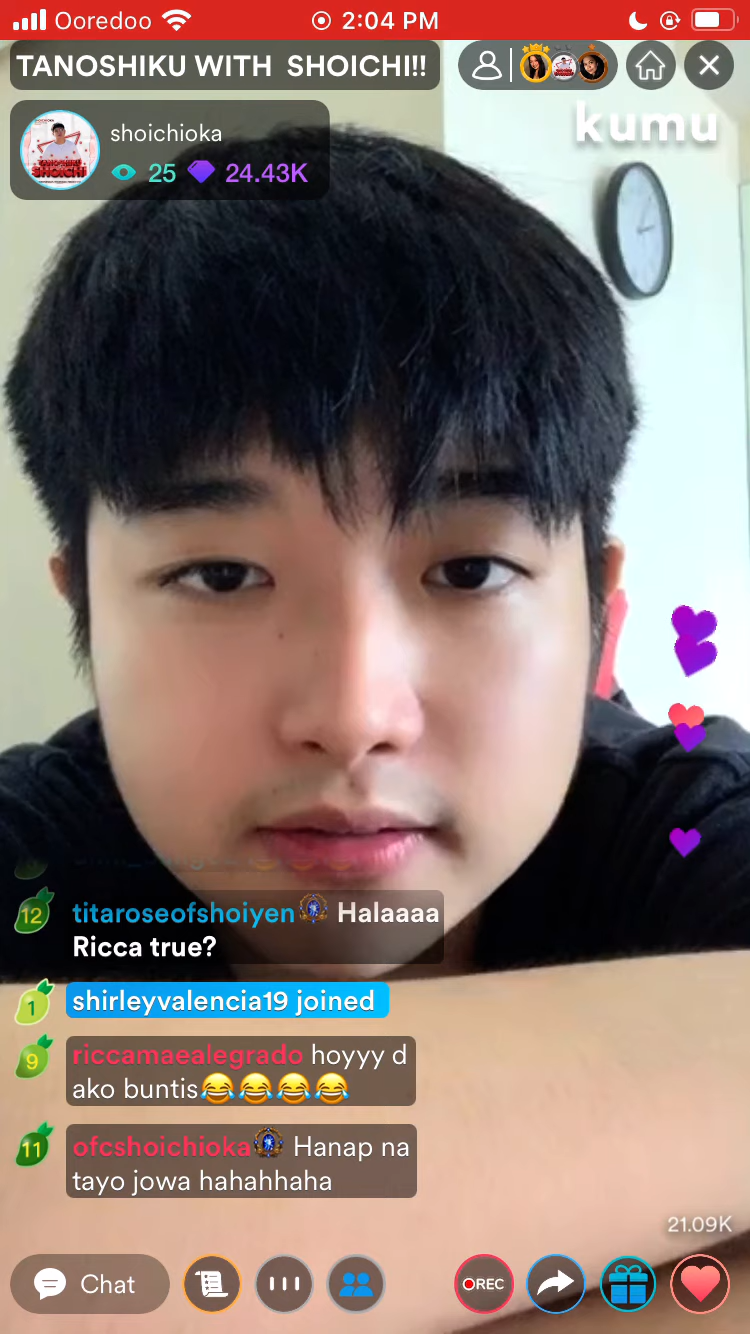 Ooredoo 2:04 PM
TANOSHIKU WITH SHOICHI!!
kumu
shoichioka
25 24.43K
12 titaroseofshoiyen Halaaaa
Ricca true?
1 shirleyvalencia19 joined
9 riccamaealegrado hoyyy d
ako buntis😂😂😂😂
11 ofcshoichioka Hanap na
tayo jowa hahahhaha
21.09K
Chat REC